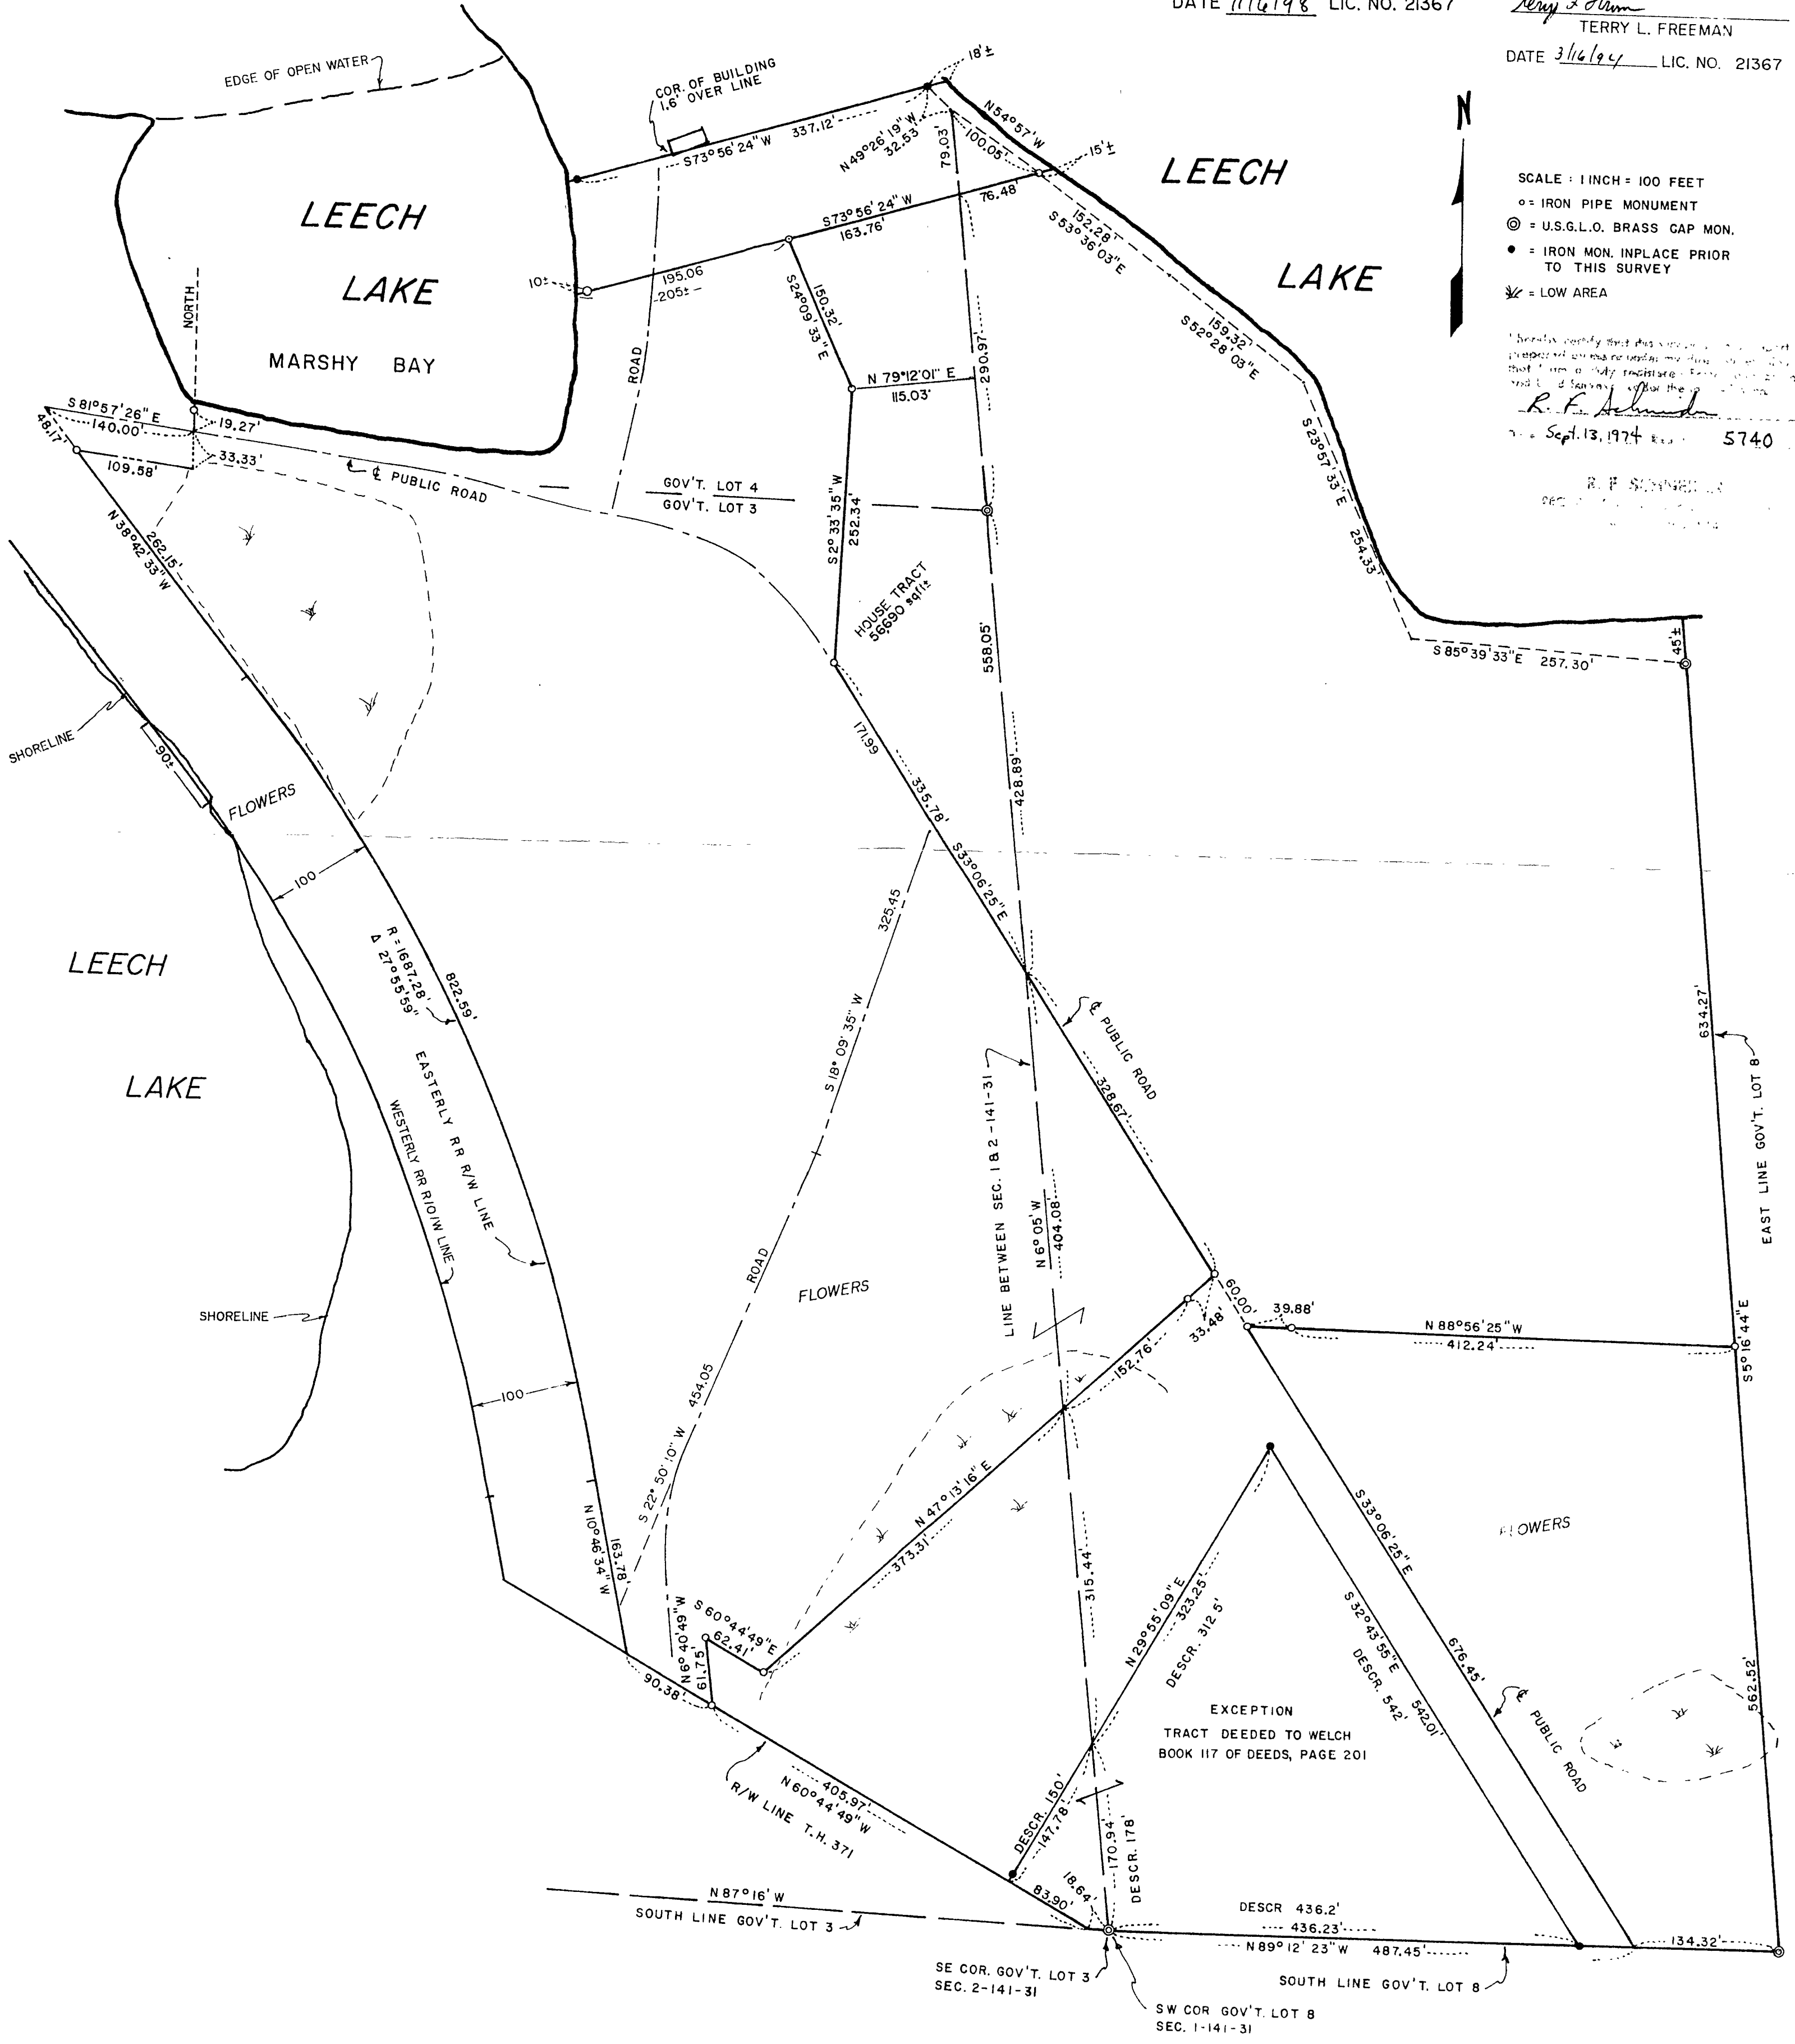 DATE 11/6/98 LIC. NO. 21367
TERRY L. FREEMAN
DATE 3/16/94 LIC. NO. 21367
N
SCALE : 1 INCH = 100 FEET
o = IRON PIPE MONUMENT
◎ = U.S.G.L.O. BRASS CAP MON.
● = IRON MON. INPLACE PRIOR
TO THIS SURVEY
= LOW AREA
R. F. Schneider
Sept. 13, 1974 5740
EDGE OF OPEN WATER
COR. OF BUILDING
1.6' OVER LINE
18'±
337.12'
S73°56'24"W
N49°26'19"W
32.53'
79.03'
N54°57'W
100.05'
15'±
LEECH
LAKE
LEECH
LAKE
MARSHY BAY
NORTH
S73°56'24"W
163.76'
76.48'
152.28'
S53°36'03"E
10±
195.06
205±
S24°09'33"E
150.32'
ROAD
N 79°12'01" E
115.03'
290.97'
159.32'
S52°28'03"E
S 81°57'26" E
140.00'
19.27'
48.17'
109.58'
33.33'
℄ PUBLIC ROAD
GOV'T. LOT 4
GOV'T. LOT 3
S2°33'35"W
252.34'
S23°57'33"E
254.33'
262.15'
N38°42'33"W
HOUSE TRACT
56,690 sqft±
558.05'
S85°39'33"E 257.30'
45'±
SHORELINE
90±
FLOWERS
171.99
335.78'
428.89'
S33°06'25"E
100
R = 1687.28'
Δ 27°55'59"
822.59'
325.45
S 18° 09' 35" W
LEECH
LAKE
EASTERLY RR R/W LINE
WESTERLY RR R/O/W LINE
SHORELINE
LINE BETWEEN SEC. 1 & 2 - 141-31
℄ PUBLIC ROAD
328.67'
634.27'
EAST LINE GOV'T. LOT 8
N6°05'W
404.08'
ROAD
FLOWERS
60.00'
39.88'
33.48'
152.76'
N 88°56'25"W
412.24'
S5°16'44"E
100
454.05
S 22° 50' 10" W
N 47°13'16" E
373.31'
N10°46'34"W
163.78'
315.44'
S33°06'25"E
FLOWERS
S 60°44'49"E
62.41'
N6°40'49"W
61.75'
90.38'
N29°55'09"E
323.25'
DESCR. 312.5'
S 32°43'55"E
542.01'
DESCR. 542'
676.45'
562.52'
℄ PUBLIC ROAD
EXCEPTION
TRACT DEEDED TO WELCH
BOOK 117 OF DEEDS, PAGE 201
405.97'
N60°44'49"W
R/W LINE T.H. 371
DESCR. 150'
147.78'
170.94'
DESCR. 178'
83.90'
18.64'
N 87°16' W
SOUTH LINE GOV'T. LOT 3
DESCR 436.2'
436.23'
N89°12'23"W 487.45'
134.32'
SE COR. GOV'T. LOT 3
SEC. 2-141-31
SOUTH LINE GOV'T. LOT 8
SW COR GOV'T. LOT 8
SEC. 1-141-31